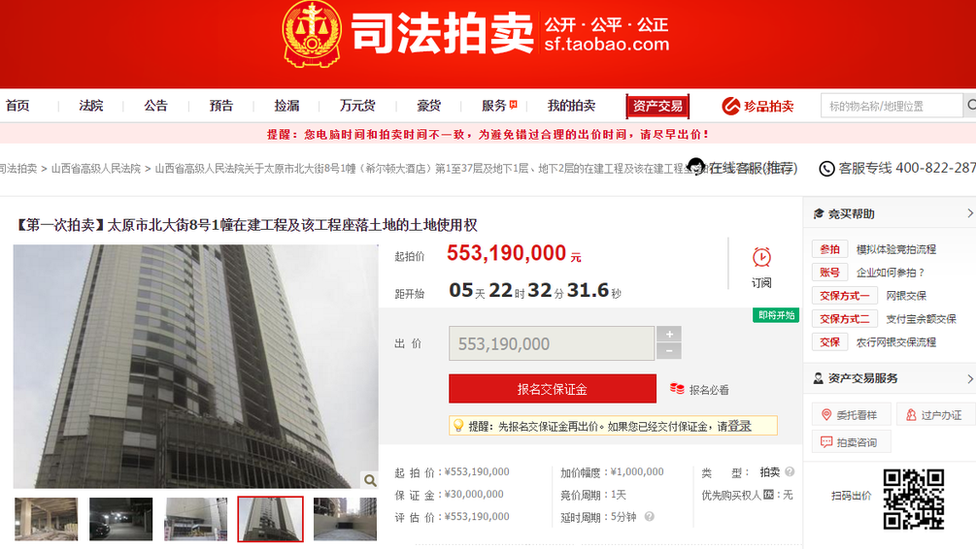 司法拍卖 公开 · 公平 · 公正
sf.taobao.com
首页 法院 公告 预告 捡漏 万元货 豪货 服务 我的拍卖 资产交易 珍品拍卖 标的物名称/地理位置
提醒：您电脑时间和拍卖时间不一致，为避免错过合理的出价时间，请尽早出价！
司法拍卖 > 山西省高级人民法院 > 山西省高级人民法院关于太原市北大街8号1幢（希尔顿大酒店）第1至37层及地下1层、地下2层的在建工程及该在建工程 在线客服(推荐) 客服专线 400-822-287
【第一次拍卖】太原市北大街8号1幢在建工程及该工程座落土地的土地使用权
起拍价 553,190,000 元
距开始 05 天 22 时 32 分 31.6 秒
订阅
即将开始
出 价 553,190,000 + −
报名交保证金 报名必看
提醒：先报名交保证金再出价。如果您已经交付保证金，请登录
起 拍 价：¥553,190,000 加价幅度：¥1,000,000 类 型： 拍卖
保 证 金：¥30,000,000 竞价周期：1天 优先购买权人 ：无
评 估 价：¥553,190,000 延时周期：5分钟
竞买帮助
参拍 模拟体验竞拍流程
账号 企业如何参拍？
交保方式一 网银交保
交保方式二 支付宝余额交保
交保 农行网银交保流程
资产交易服务
委托看样 过户办证
拍卖咨询
扫码出价